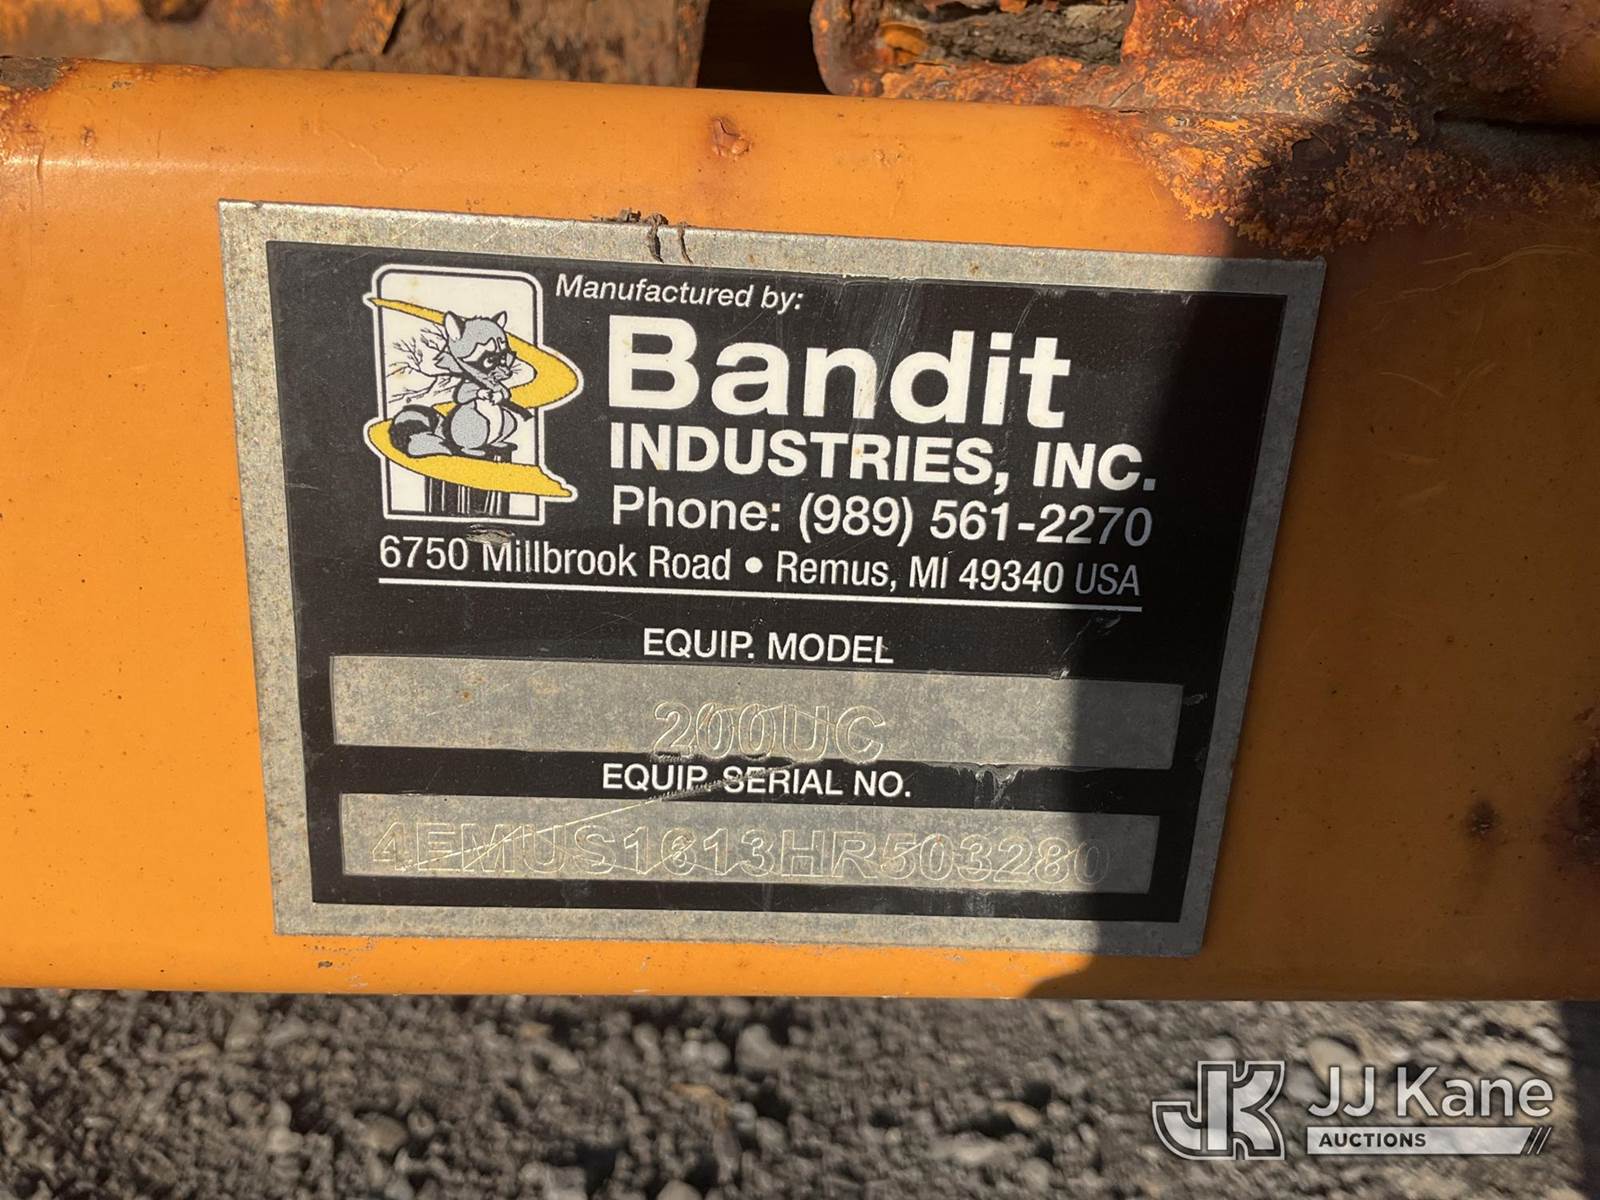 Manufactured by:
Bandit
INDUSTRIES, INC.
Phone: (989) 561-2270
6750 Millbrook Road • Remus, MI 49340 USA
EQUIP. MODEL
200UC
EQUIP. SERIAL NO.
4EMUS1613HR503280
JJ Kane
AUCTIONS